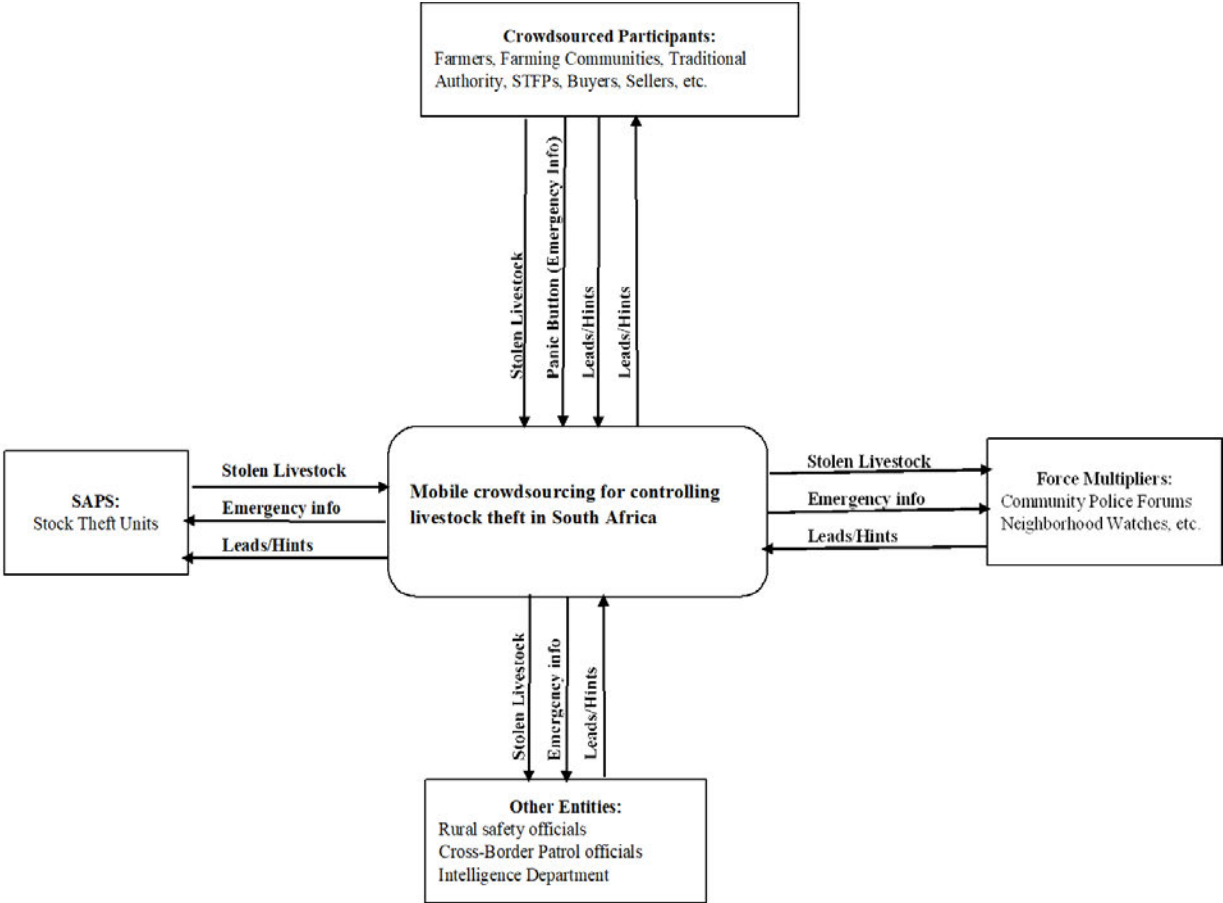 Crowdsourced Participants:
Farmers, Farming Communities, Traditional
Authority, STFPs, Buyers, Sellers, etc.
Stolen Livestock
Panic Button (Emergency Info)
Leads/Hints
Leads/Hints
SAPS:
Stock Theft Units
Stolen Livestock
Emergency info
Leads/Hints
Mobile crowdsourcing for controlling
livestock theft in South Africa
Stolen Livestock
Emergency info
Leads/Hints
Force Multipliers:
Community Police Forums
Neighborhood Watches, etc.
Stolen Livestock
Emergency info
Leads/Hints
Other Entities:
Rural safety officials
Cross-Border Patrol officials
Intelligence Department